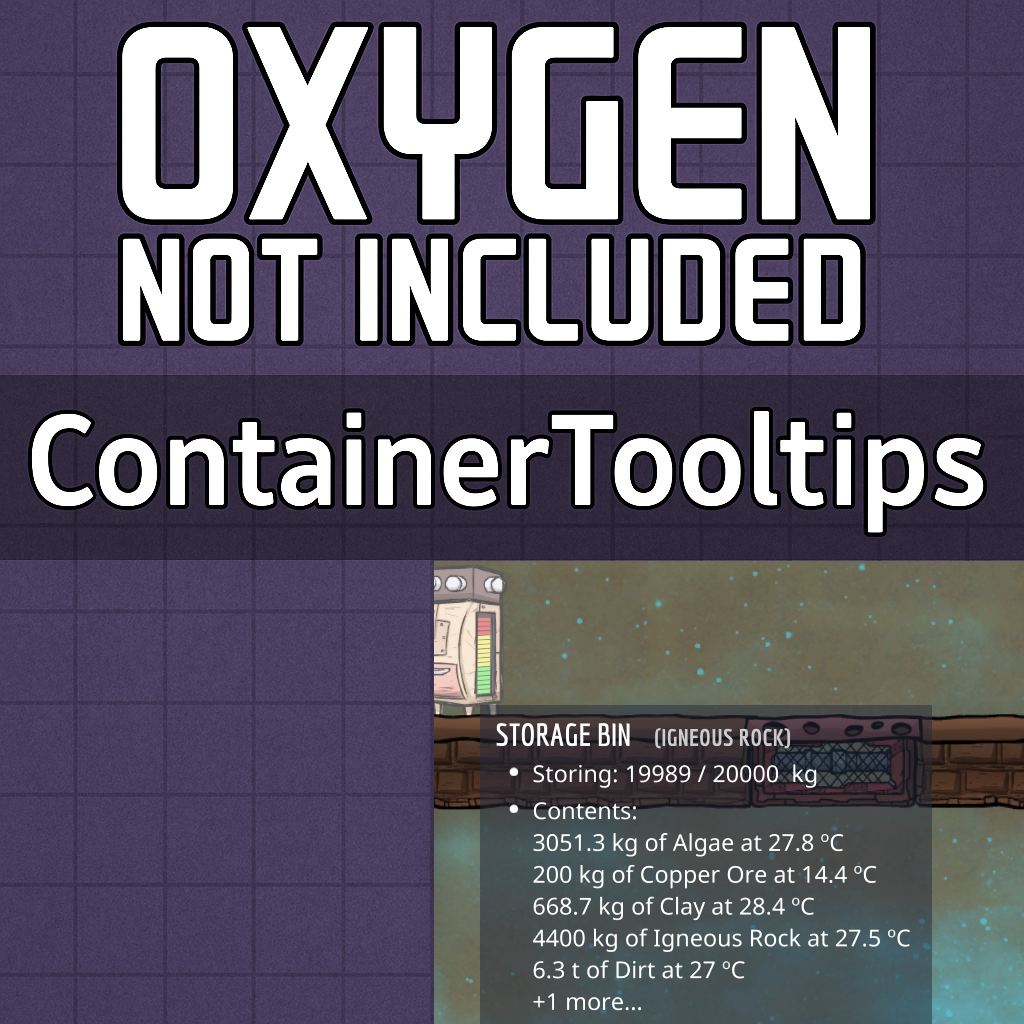 OXYGEN
NOT INCLUDED
ContainerTooltips
STORAGE BIN (IGNEOUS ROCK)
• Storing: 19989 / 20000 kg
• Contents:
3051.3 kg of Algae at 27.8 ºC
200 kg of Copper Ore at 14.4 ºC
668.7 kg of Clay at 28.4 ºC
4400 kg of Igneous Rock at 27.5 ºC
6.3 t of Dirt at 27 ºC
+1 more...